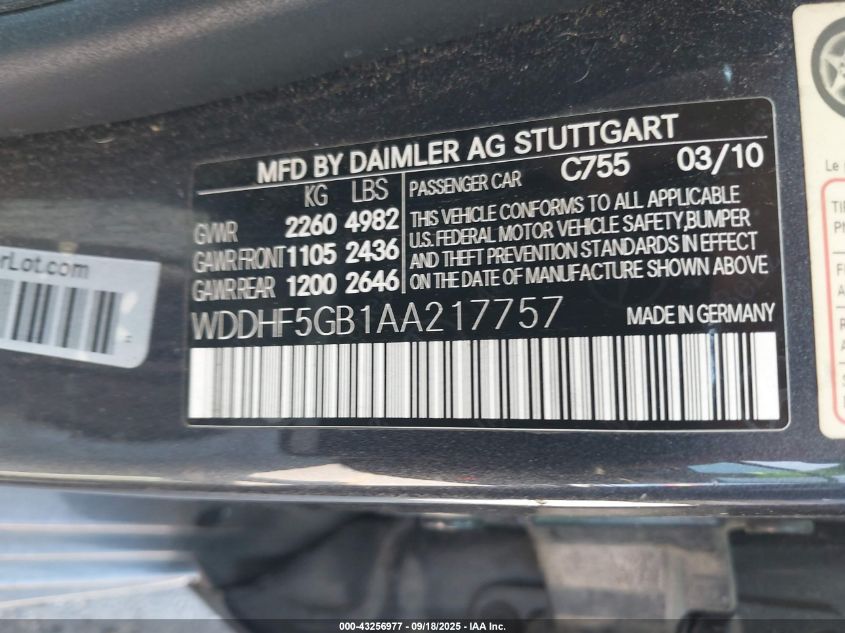 MFD BY DAIMLER AG STUTTGART
C755 03/10
KG LBS
PASSENGER CAR
GVWR 2260 4982
GAWR FRONT 1105 2436
GAWR REAR 1200 2646
THIS VEHICLE CONFORMS TO ALL APPLICABLE
U.S. FEDERAL MOTOR VEHICLE SAFETY,BUMPER
AND THEFT PREVENTION STANDARDS IN EFFECT
ON THE DATE OF MANUFACTURE SHOWN ABOVE
WDDHF5GB1AA217757
MADE IN GERMANY
rLot.com
Le
000-43256977 - 09/18/2025 - IAA Inc.